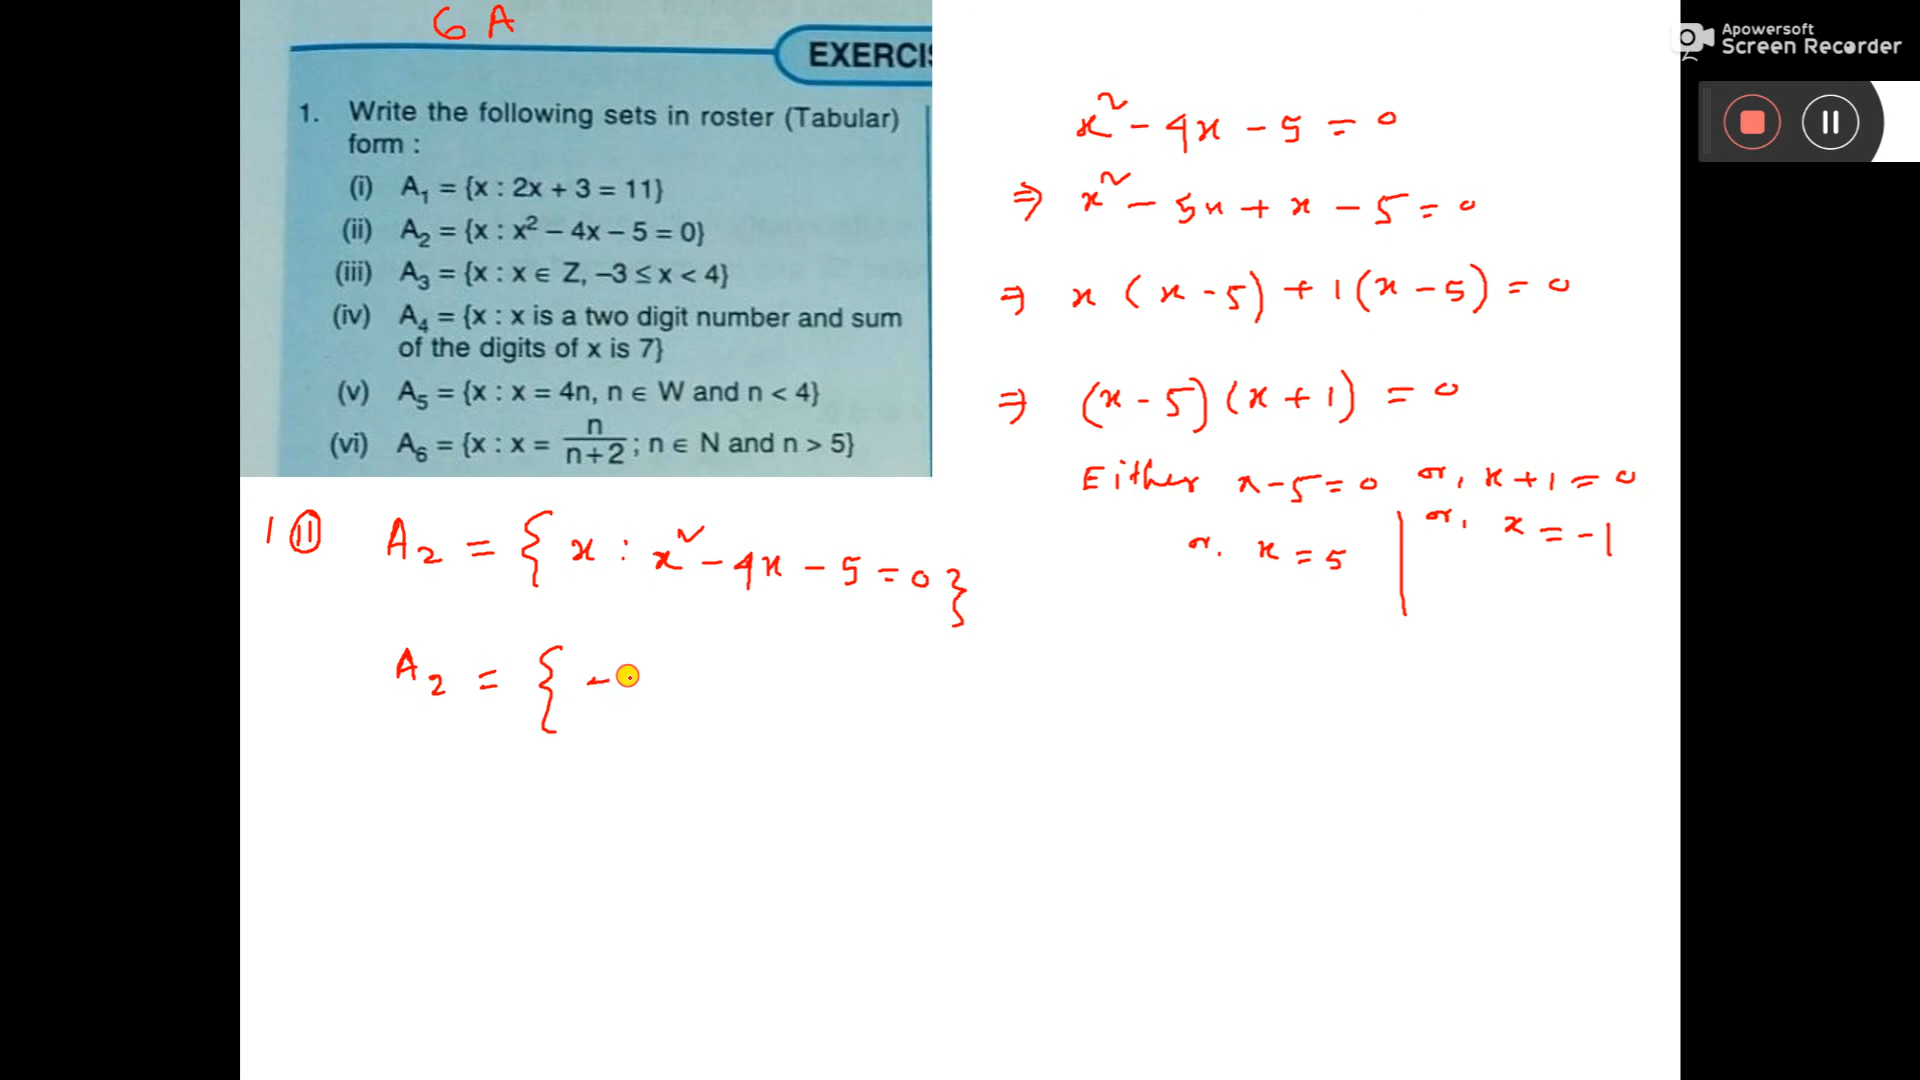 6 A
EXERCIS
1. Write the following sets in roster (Tabular)
form :
(i) A₁ = {x : 2x + 3 = 11}
(ii) A₂ = {x : x² – 4x – 5 = 0}
(iii) A₃ = {x : x ∈ Z, –3 ≤ x < 4}
(iv) A₄ = {x : x is a two digit number and sum
of the digits of x is 7}
(v) A₅ = {x : x = 4n, n ∈ W and n < 4}
(vi) A₆ = {x : x = n/(n+2) ; n ∈ N and n > 5}
1 (ii) A₂ = { x : x² - 4x - 5 = 0 }
A₂ = { -
x² - 4x - 5 = 0
⇒ x² - 5x + x - 5 = 0
⇒ x (x - 5) + 1 (x - 5) = 0
⇒ (x - 5) (x + 1) = 0
Either x - 5 = 0 or, x + 1 = 0
or, x = 5 | or, x = -1
Apowersoft
Screen Recorder